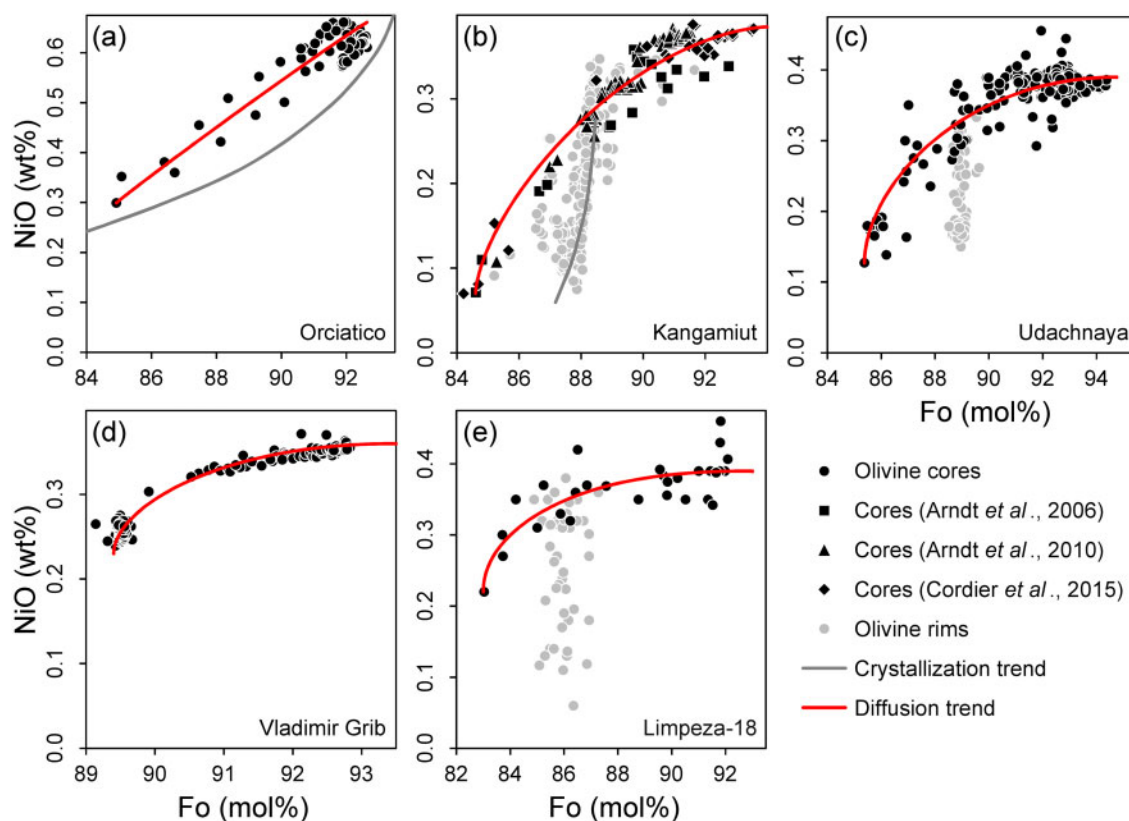 (a)
NiO (wt%)
0.6
0.5
0.4
0.3
0.2
0.1
0.0
Orciatico
84 86 88 90 92
(b)
0.3
0.2
0.1
0.0
Kangamiut
84 86 88 90 92
Fo (mol%)
(c)
0.4
0.3
0.2
0.1
0.0
Udachnaya
84 86 88 90 92 94
Fo (mol%)
(d)
NiO (wt%)
0.3
0.2
0.1
0.0
Vladimir Grib
89 90 91 92 93
Fo (mol%)
(e)
0.4
0.3
0.2
0.1
0.0
Limpeza-18
82 84 86 88 90 92
Fo (mol%)
Olivine cores
Cores (Arndt et al., 2006)
Cores (Arndt et al., 2010)
Cores (Cordier et al., 2015)
Olivine rims
Crystallization trend
Diffusion trend